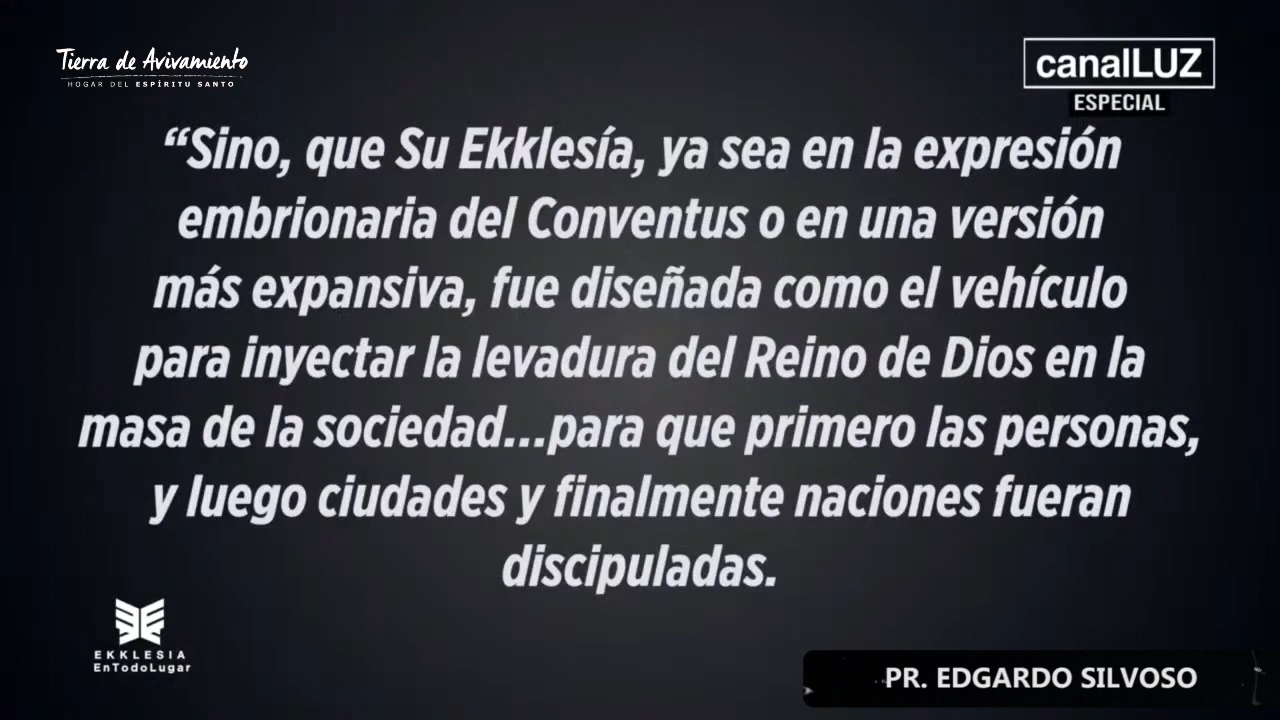 Tierra de Avivamiento
HOGAR DEL ESPÍRITU SANTO
canalLUZ
ESPECIAL
“Sino, que Su Ekklesía, ya sea en la expresión
embrionaria del Conventus o en una versión
más expansiva, fue diseñada como el vehículo
para inyectar la levadura del Reino de Dios en la
masa de la sociedad...para que primero las personas,
y luego ciudades y finalmente naciones fueran
discipuladas.
EKKLESIA
EnTodoLugar
PR. EDGARDO SILVOSO